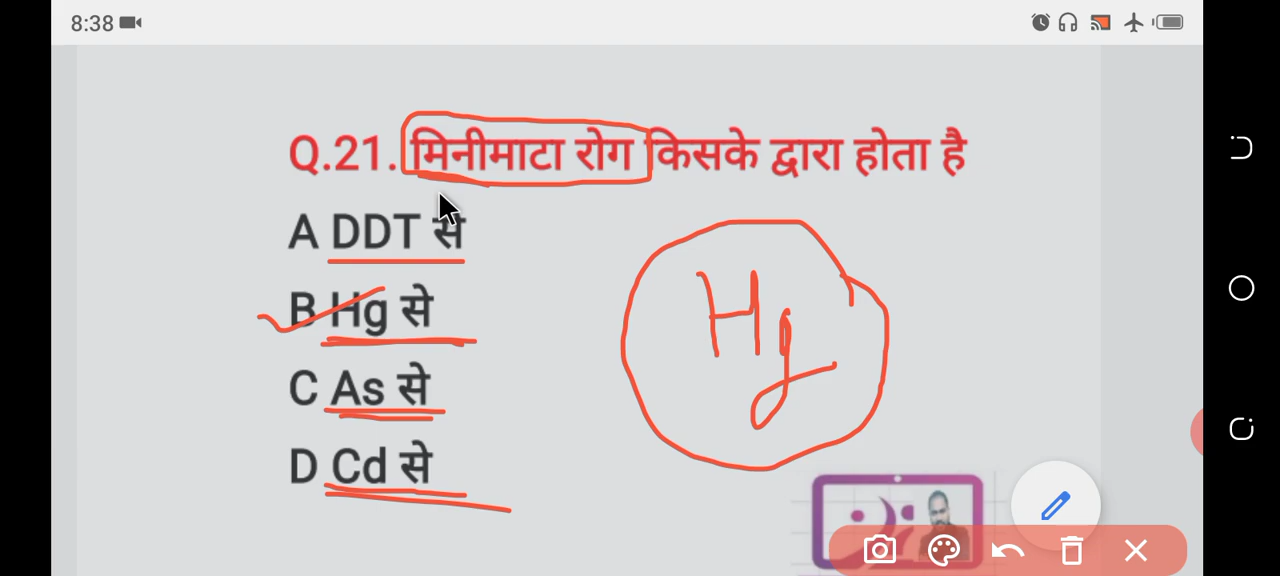 8:38
Q.21. मिनीमाटा रोग किसके द्वारा होता है
A DDT से
B Hg से
Hg
C As से
D Cd से